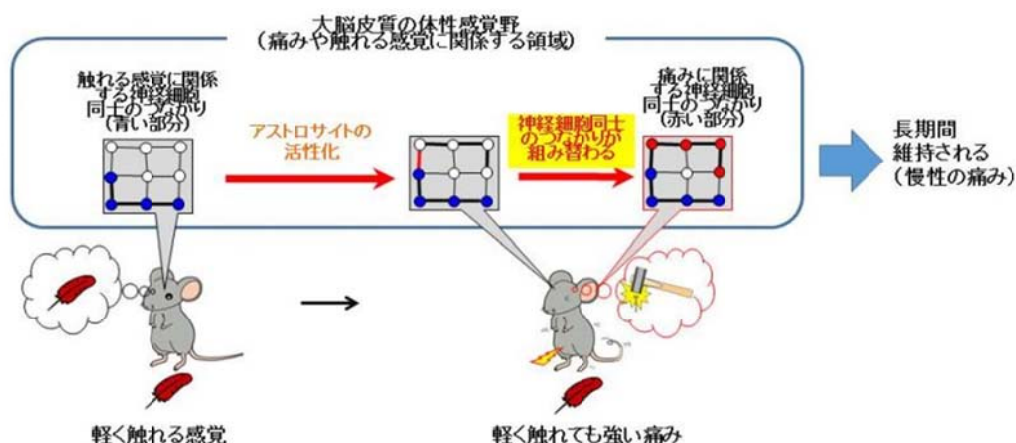 大脳皮質の体性感覚野
(痛みや触れる感覚に関係する領域)
触れる感覚に関係
する神経細胞
同士のつながり
(青い部分)
アストロサイトの
活性化
神経細胞同士
のつながりが
組み替わる
痛みに関係
する神経細胞
同士のつながり
(赤い部分)
長期間
維持される
(慢性の痛み)
軽く触れる感覚
軽く触れても強い痛み